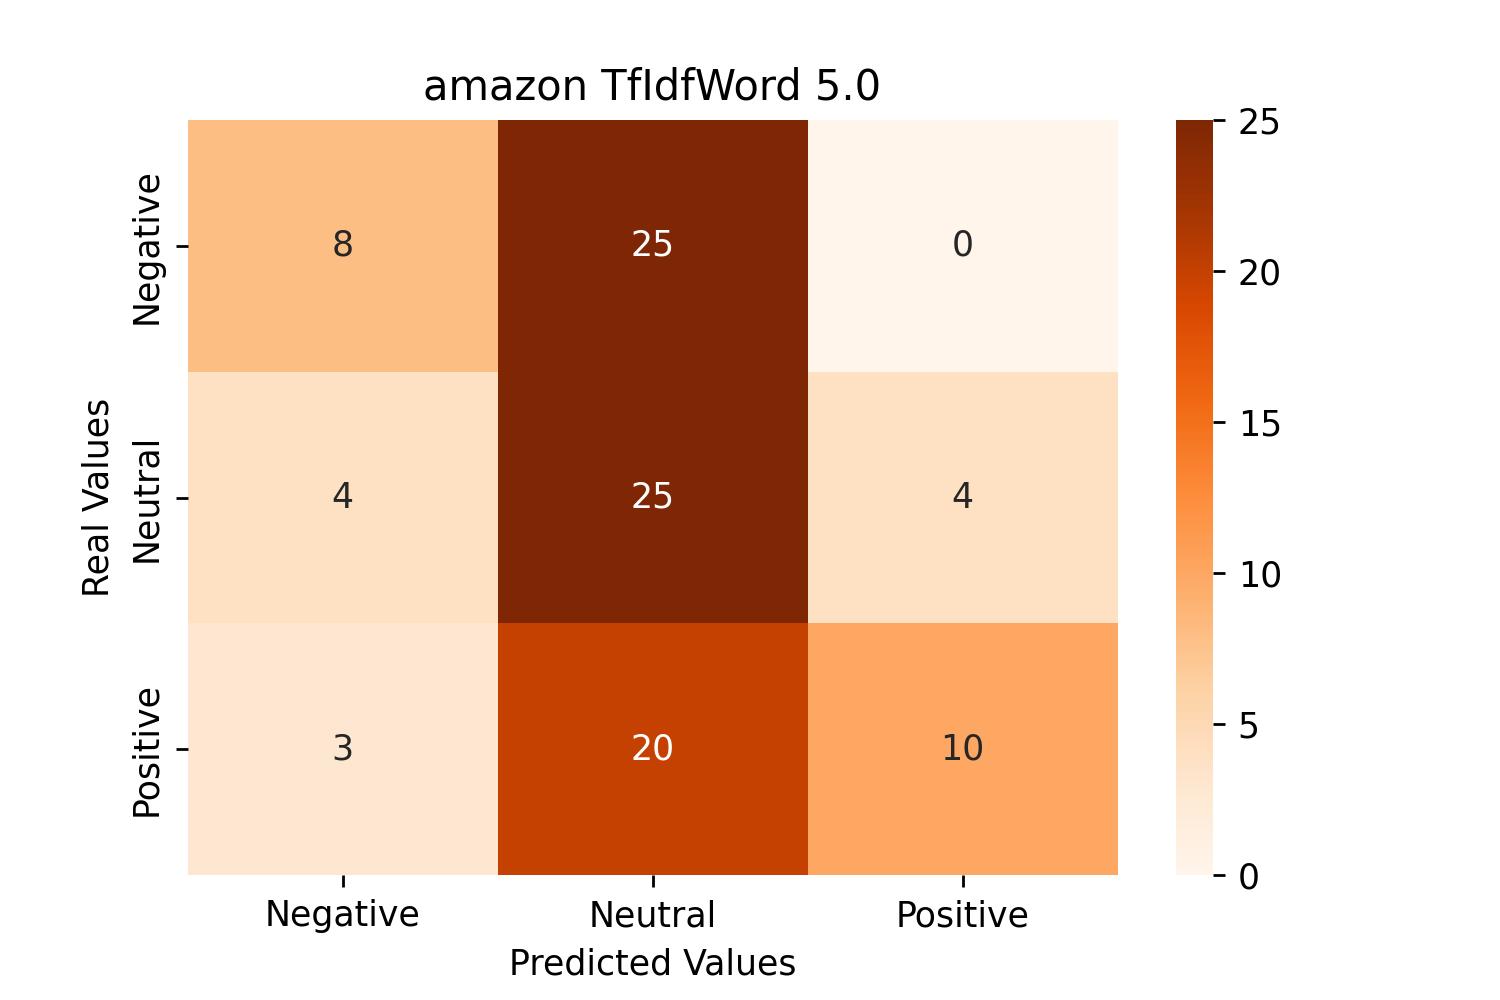 amazon TfIdfWord 5.0
Real Values
Negative
8 25 0
Neutral
4 25 4
Positive
3 20 10
Negative Neutral Positive
Predicted Values
25
20
15
10
5
0